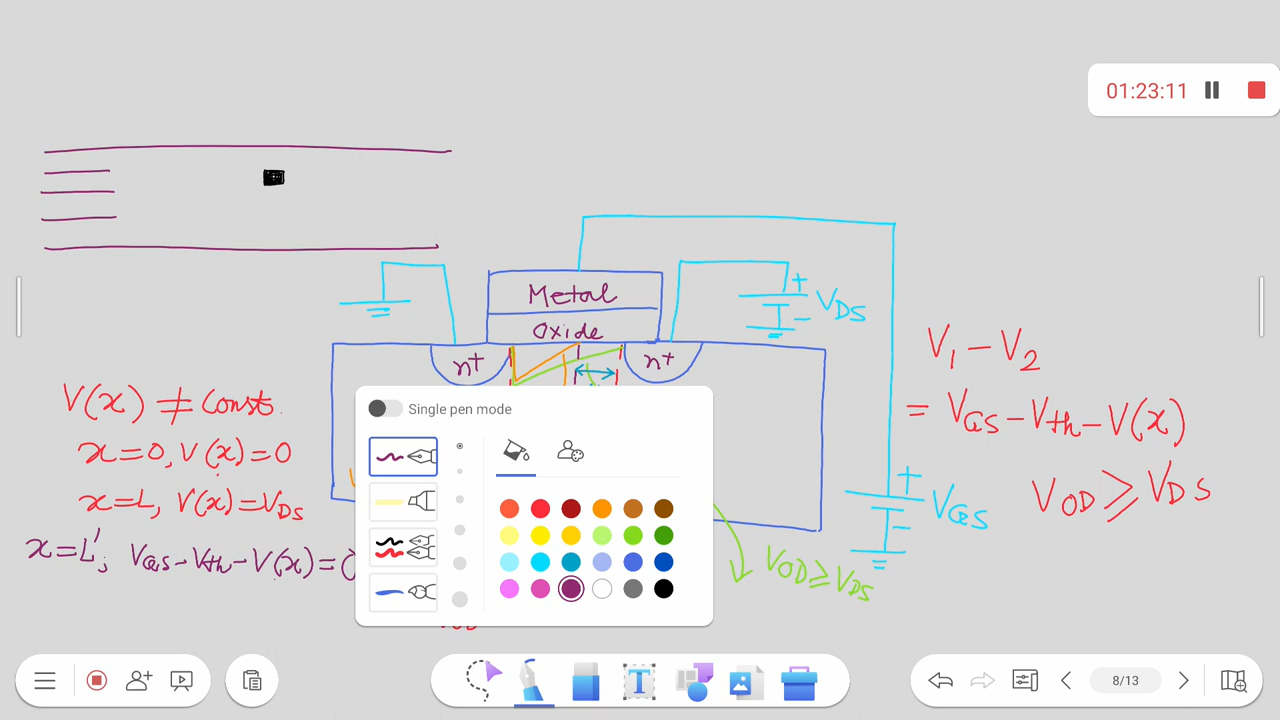 01:23:11
Metal
Oxide
n+
n+
+
-
VDS
V(x) ≠ Const.
x=0, V(x)=0
x=L, V(x)=VDS
x=L'; VGS-Vth-V(x)=0
V1-V2
= VGS-Vth-V(x)
VOD ≥ VDS
+
-
VGS
VOD ≥ VDS
Single pen mode
T
8/13